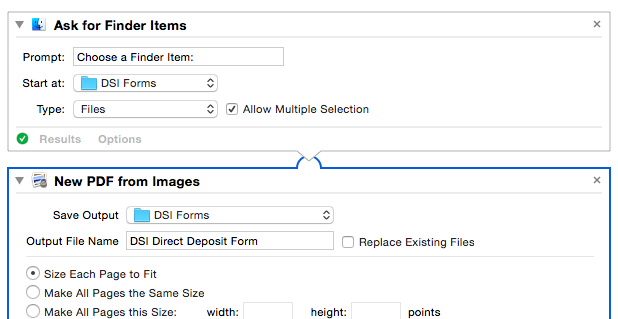 Ask for Finder Items
Prompt: Choose a Finder Item:
Start at: DSI Forms
Type: Files Allow Multiple Selection
Results Options
New PDF from Images
Save Output DSI Forms
Output File Name DSI Direct Deposit Form Replace Existing Files
Size Each Page to Fit
Make All Pages the Same Size
Make All Pages this Size: width: height: points